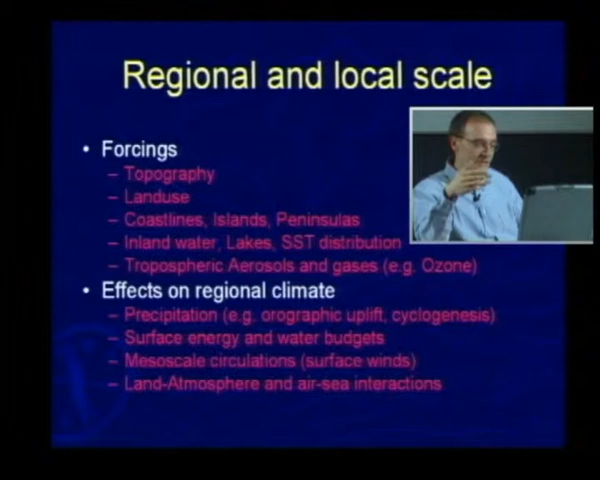 Regional and local scale
• Forcings
– Topography
– Landuse
– Coastlines, Islands, Peninsulas
– Inland water, Lakes, SST distribution
– Tropospheric Aerosols and gases (e.g. Ozone)
• Effects on regional climate
– Precipitation (e.g. orographic uplift, cyclogenesis)
– Surface energy and water budgets
– Mesoscale circulations (surface winds)
– Land-Atmosphere and air-sea interactions